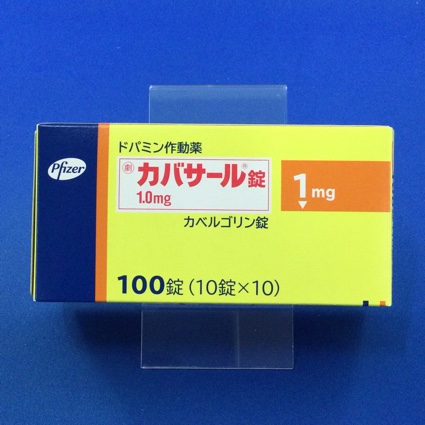 Pfizer
ドパミン作動薬
劇 カバサール®錠
1.0mg
1mg
カベルゴリン錠
100錠(10錠×10)